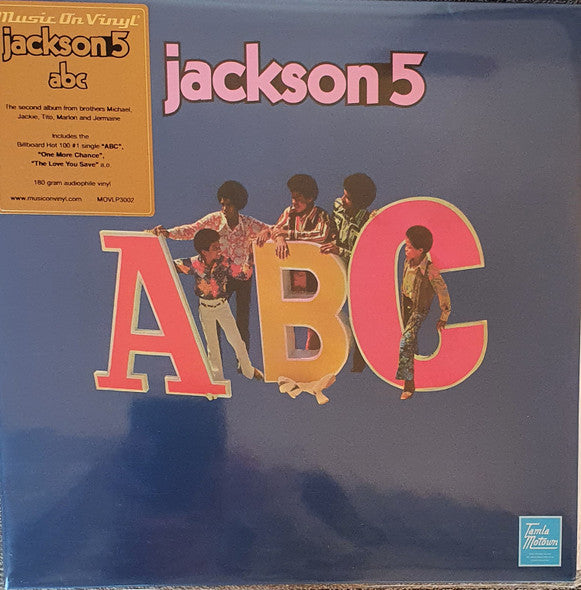 Music On Vinyl
jackson 5
abc
The second album from brothers Michael,
Jackie, Tito, Marlon and Jermaine
Includes the
Billboard Hot 100 #1 single "ABC",
"One More Chance",
"The Love You Save" a.o.
180 gram audiophile vinyl
www.musiconvinyl.com MOVLP3002
jackson 5
ABC
Tamla
Motown